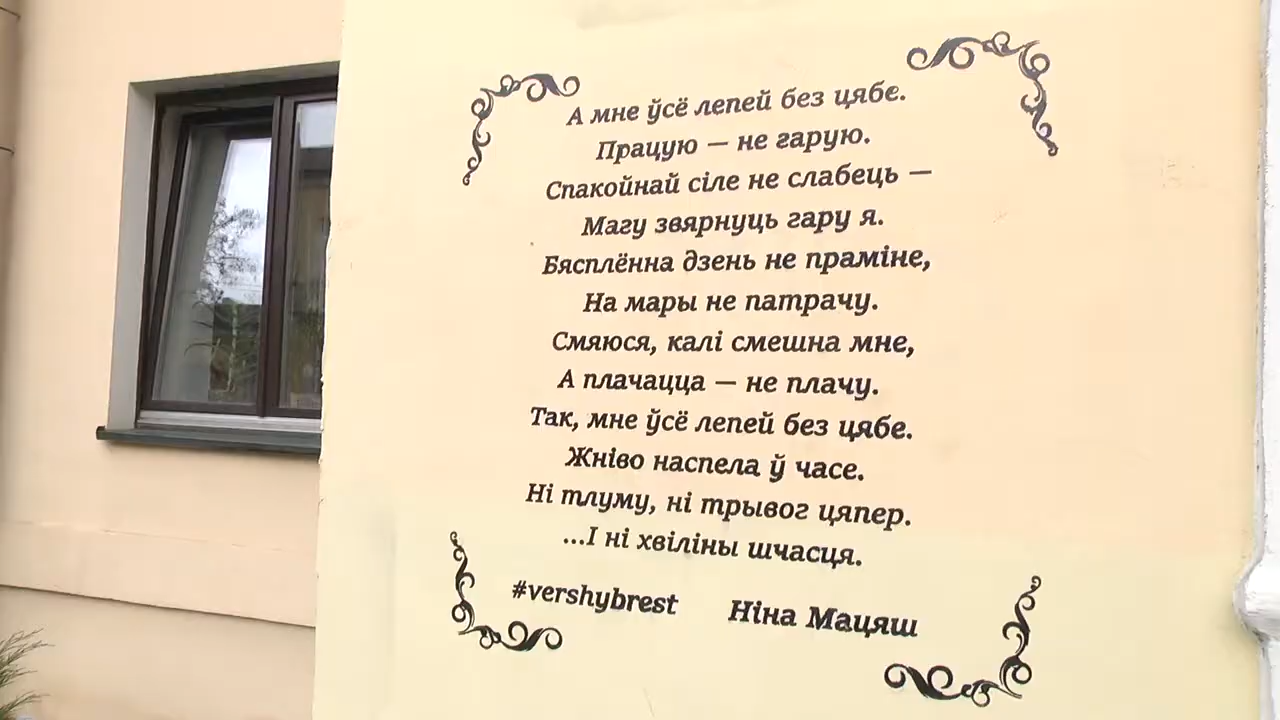 А мне ўсё лепей без цябе.
Працую — не гарую.
Спакойнай сіле не слабець —
Магу звярнуць гару я.
Бясплённа дзень не праміне,
На мары не патрачу.
Смяюся, калі смешна мне,
А плачацца — не плачу.
Так, мне ўсё лепей без цябе.
Жніво наспела ў часе.
Ні тлуму, ні трывог цяпер.
...І ні хвіліны шчасця.
#vershybrest Ніна Мацяш